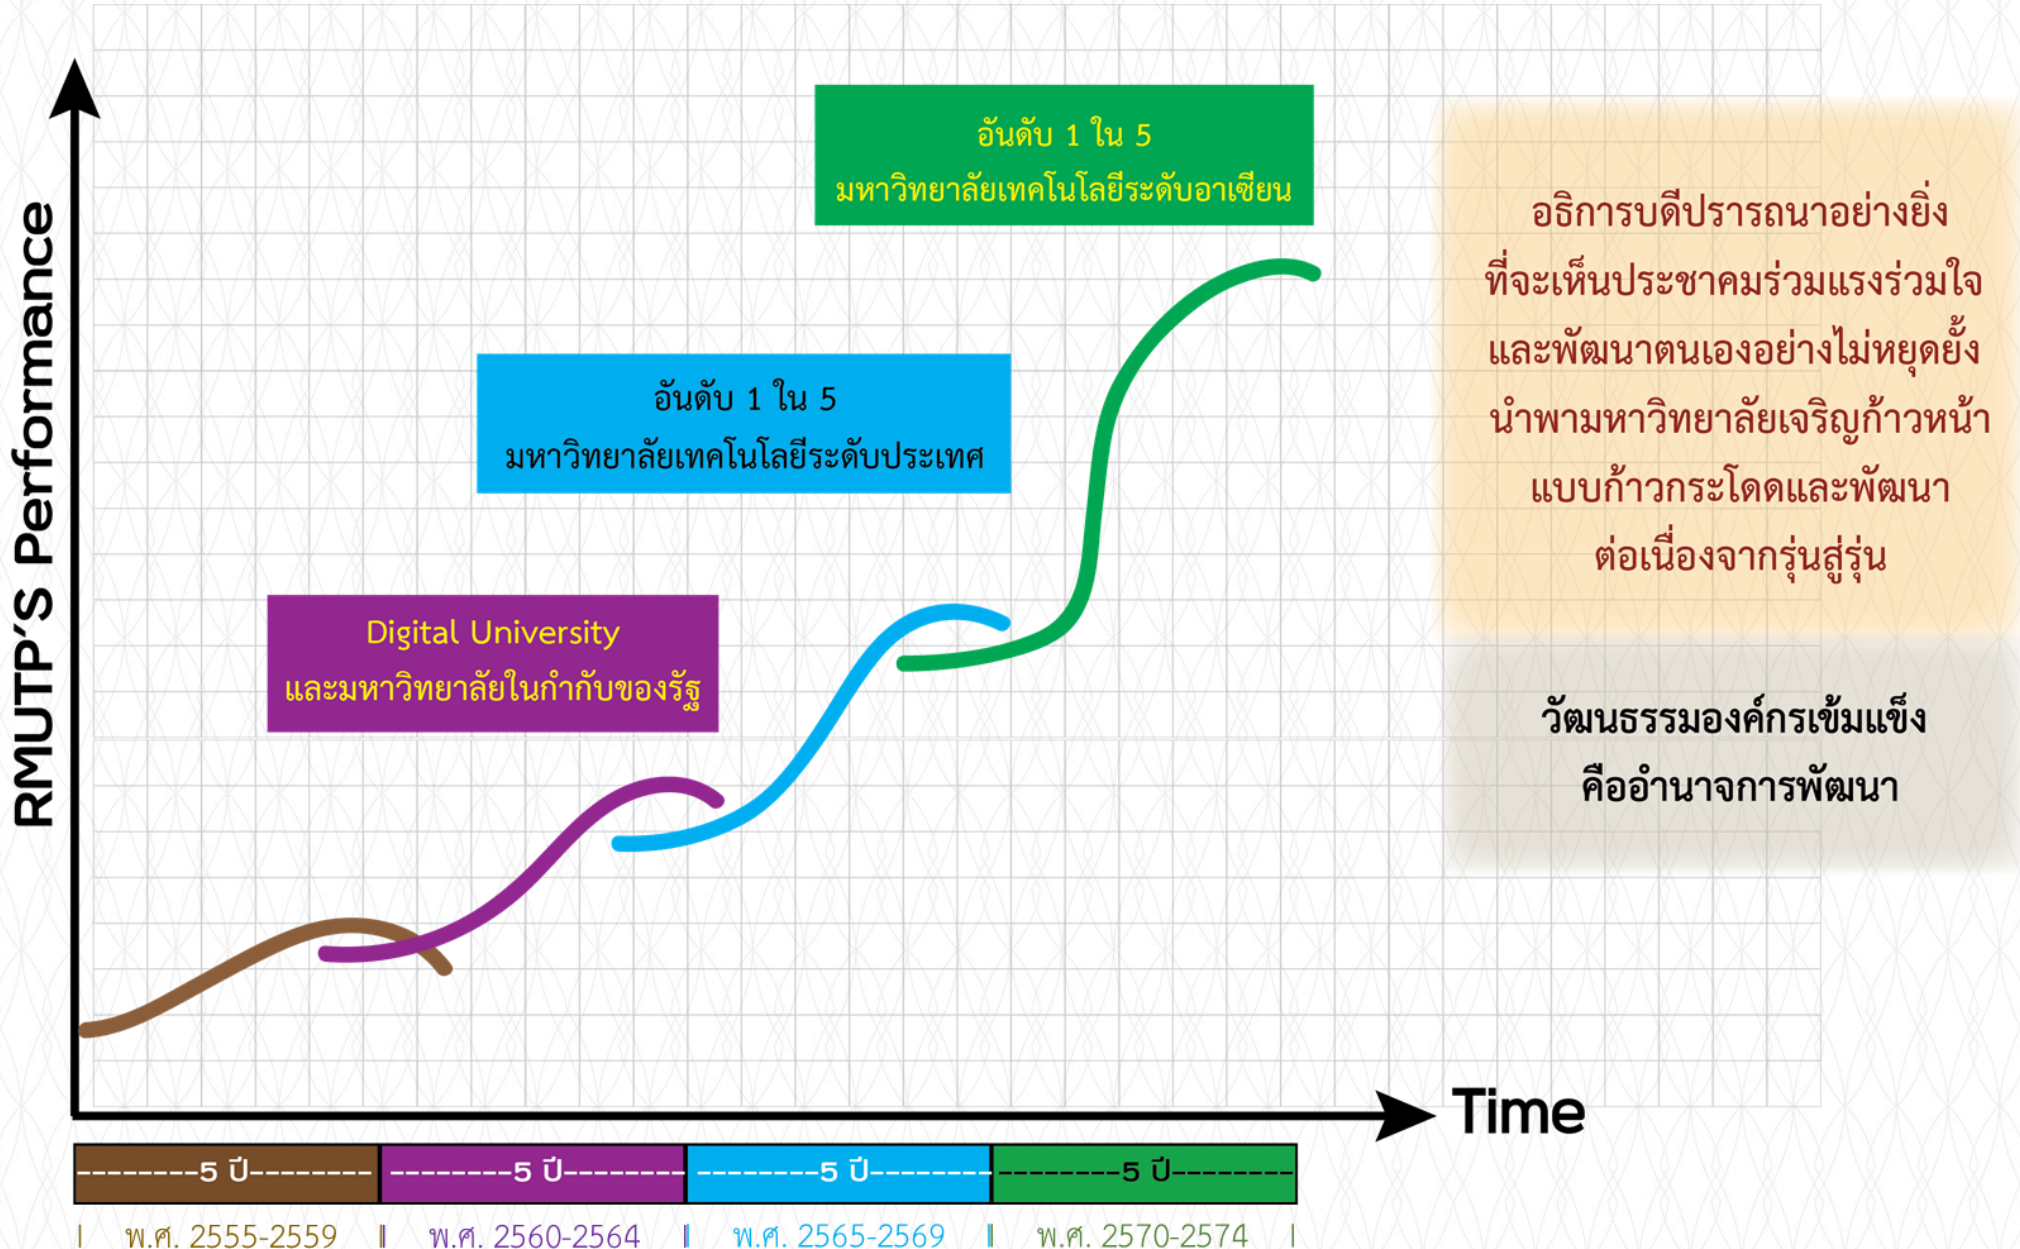 RMUTP'S Performance
อันดับ 1 ใน 5
มหาวิทยาลัยเทคโนโลยีระดับอาเซียน
อันดับ 1 ใน 5
มหาวิทยาลัยเทคโนโลยีระดับประเทศ
Digital University
และมหาวิทยาลัยในกำกับของรัฐ
อธิการบดีปรารถนาอย่างยิ่ง
ที่จะเห็นประชาคมร่วมแรงร่วมใจ
และพัฒนาตนเองอย่างไม่หยุดยั้ง
นำพามหาวิทยาลัยเจริญก้าวหน้า
แบบก้าวกระโดดและพัฒนา
ต่อเนื่องจากรุ่นสู่รุ่น
วัฒนธรรมองค์กรเข้มแข็ง
คืออำนาจการพัฒนา
Time
--------5 ปี-------- --------5 ปี-------- --------5 ปี-------- --------5 ปี--------
| พ.ศ. 2555-2559 || พ.ศ. 2560-2564 || พ.ศ. 2565-2569 || พ.ศ. 2570-2574 |